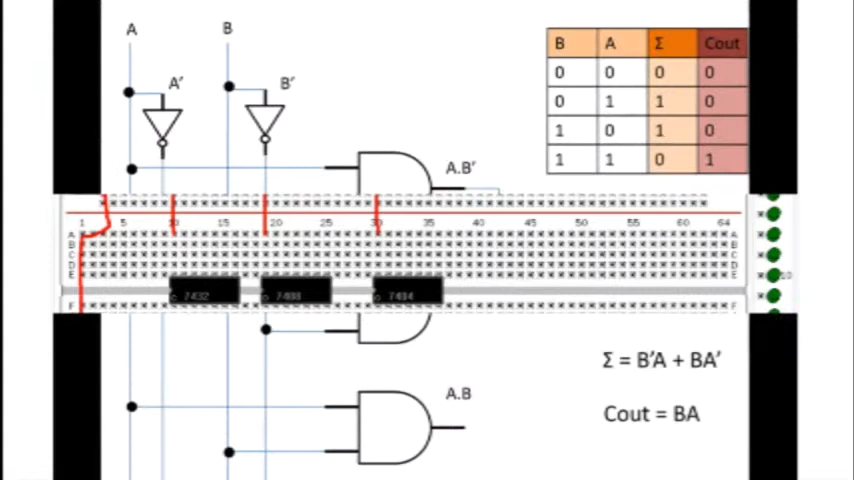 A B
A′ B′
B A Σ Cout
0 0 0 0
0 1 1 0
1 0 1 0
1 1 0 1
A.B′
1 5 10 15 20 25 30 35 40 45 50 55 60 64
A A
B B
C C
D D
E E
7432 7408 7404
F F
10
Σ = B′A + BA′
A.B
Cout = BA